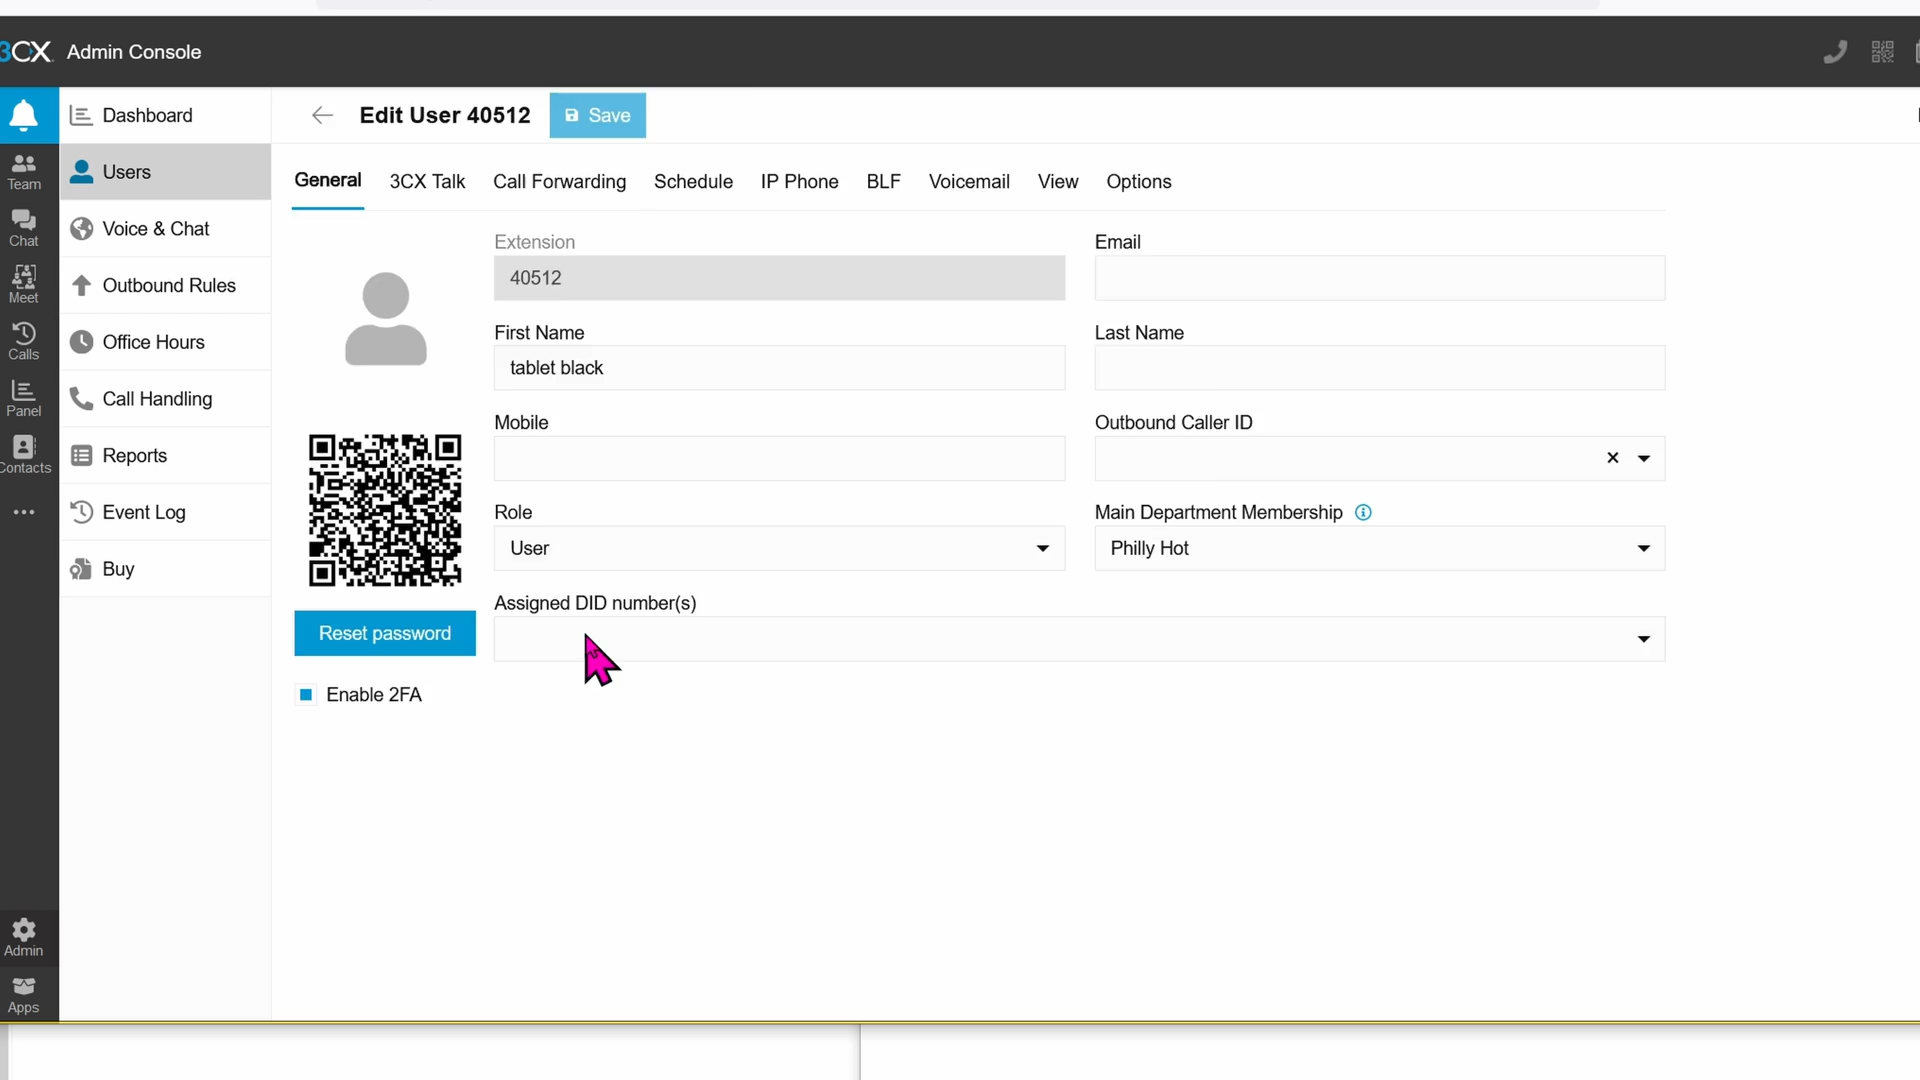 3CX Admin Console
Dashboard
Edit User 40512
Save
Team
Users
General
3CX Talk
Call Forwarding
Schedule
IP Phone
BLF
Voicemail
View
Options
Chat
Voice & Chat
Extension
Email
40512
Meet
Outbound Rules
First Name
Last Name
tablet black
Calls
Office Hours
Mobile
Outbound Caller ID
Panel
Call Handling
Role
Main Department Membership
User
Philly Hot
Contacts
Reports
Event Log
Assigned DID number(s)
Buy
Reset password
Enable 2FA
Admin
Apps